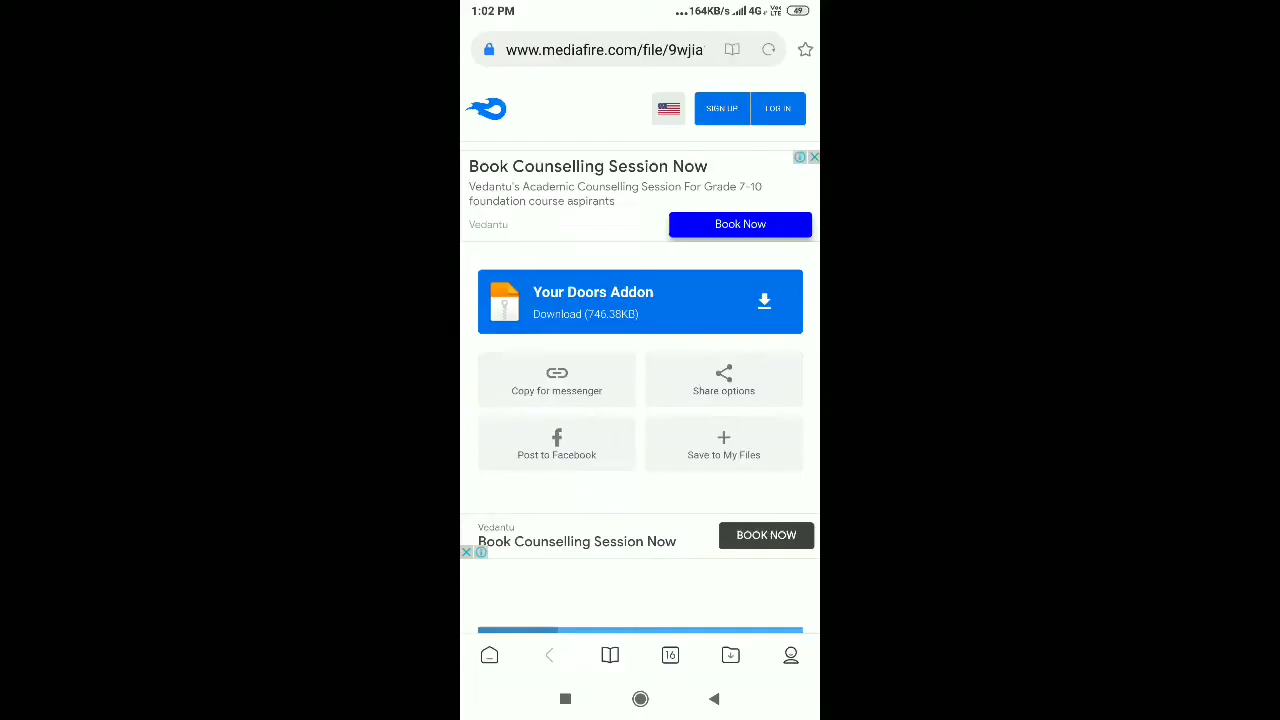 1:02 PM
...164KB/s 4G Vo) LTE 49
www.mediafire.com/file/9wjia
SIGN UP
LOG IN
Book Counselling Session Now
Vedantu's Academic Counselling Session For Grade 7-10
foundation course aspirants
Vedantu
Book Now
Your Doors Addon
Download (746.38KB)
Copy for messenger
Share options
Post to Facebook
Save to My Files
Vedantu
Book Counselling Session Now
BOOK NOW
16